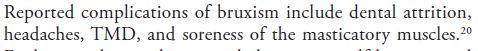 Reported complications of bruxism include dental attrition,
headaches, TMD, and soreness of the masticatory muscles.20